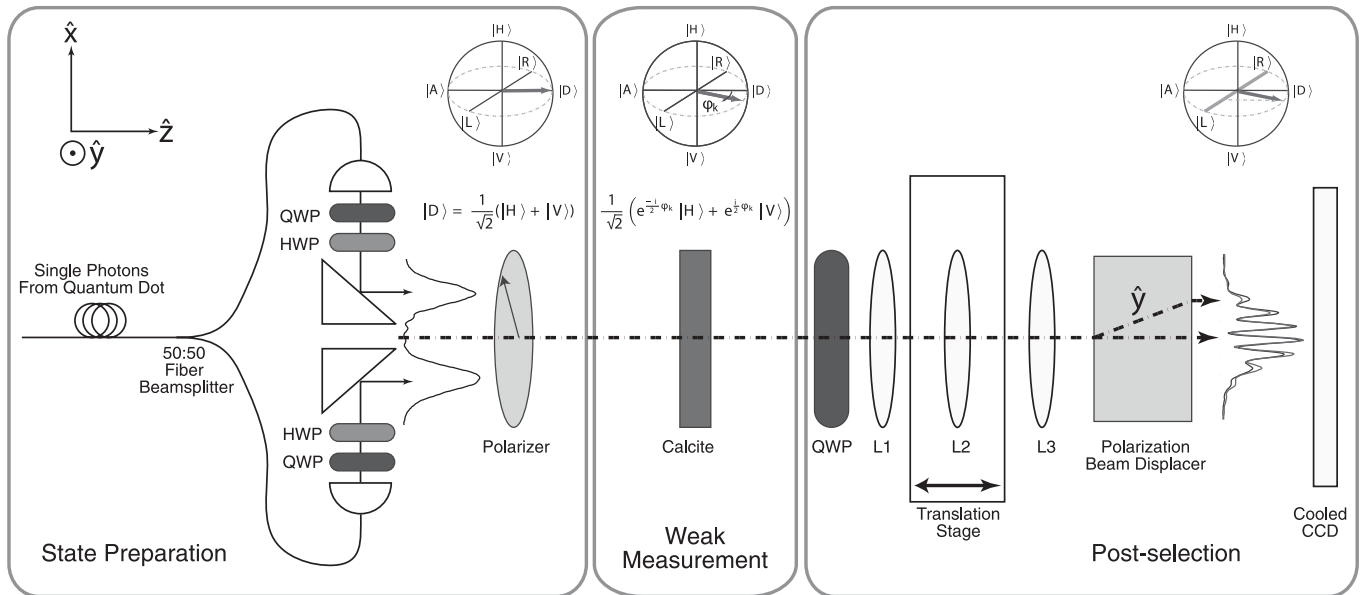 x̂
ẑ
ŷ
|H⟩
|R⟩
|A⟩
|D⟩
|L⟩
|V⟩
QWP
HWP
|D⟩ = 1/√2 (|H⟩ + |V⟩)
Single Photons
From Quantum Dot
50:50
Fiber
Beamsplitter
HWP
QWP
Polarizer
State Preparation
|H⟩
|R⟩
|A⟩
|D⟩
φk
|L⟩
|V⟩
1/√2 (e^(-i/2 φk) |H⟩ + e^(i/2 φk) |V⟩)
Calcite
Weak
Measurement
|H⟩
|R⟩
|A⟩
|D⟩
|L⟩
|V⟩
ŷ
QWP
L1
L2
L3
Polarization
Beam Displacer
Translation
Stage
Cooled
CCD
Post-selection